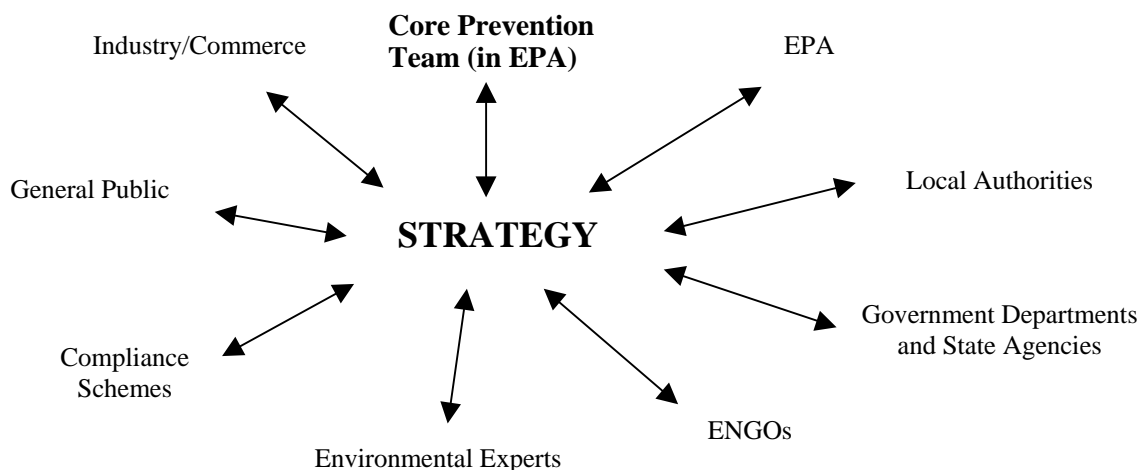 Core Prevention
Team (in EPA)
Industry/Commerce
EPA
General Public
Local Authorities
STRATEGY
Government Departments
and State Agencies
Compliance
Schemes
ENGOs
Environmental Experts